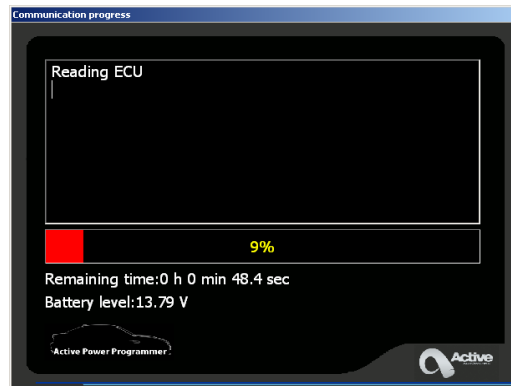 Communication progress
Reading ECU
9%
Remaining time:0 h 0 min 48.4 sec
Battery level:13.79 V
Active Power Programmer
Active